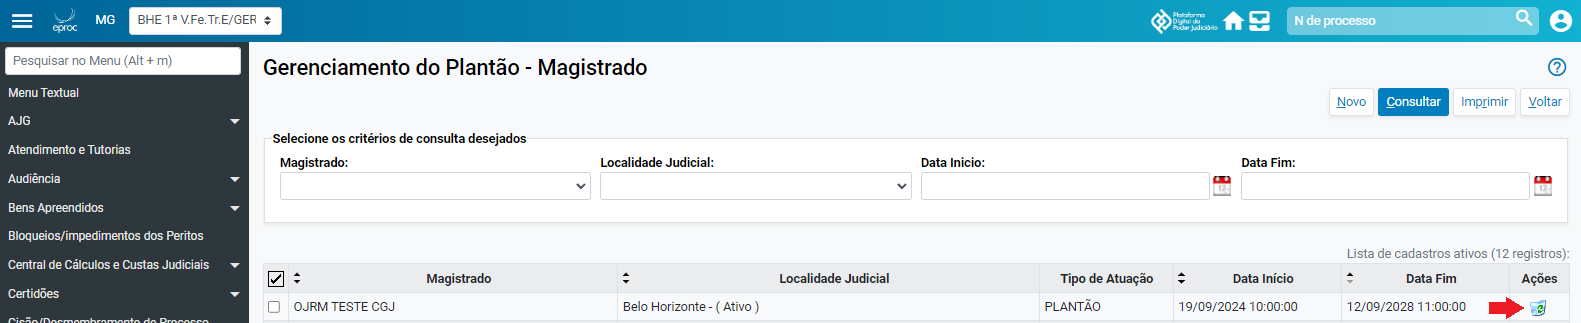 eproc
MG
BHE 1ª V.Fe.Tr.E/GER
Plataforma
Digital do
Poder Judiciário
N de processo
Pesquisar no Menu (Alt + m)
Menu Textual
AJG
Atendimento e Tutorias
Audiência
Bens Apreendidos
Bloqueios/impedimentos dos Peritos
Central de Cálculos e Custas Judiciais
Certidões
Cisão/Desmembramento de Processo
Gerenciamento do Plantão - Magistrado
Novo
Consultar
Imprimir
Voltar
Selecione os critérios de consulta desejados
Magistrado: Localidade Judicial: Data Inicio: Data Fim:
Lista de cadastros ativos (12 registros):
Magistrado Localidade Judicial Tipo de Atuação Data Início Data Fim Ações
OJRM TESTE CGJ Belo Horizonte - ( Ativo ) PLANTÃO 19/09/2024 10:00:00 12/09/2028 11:00:00